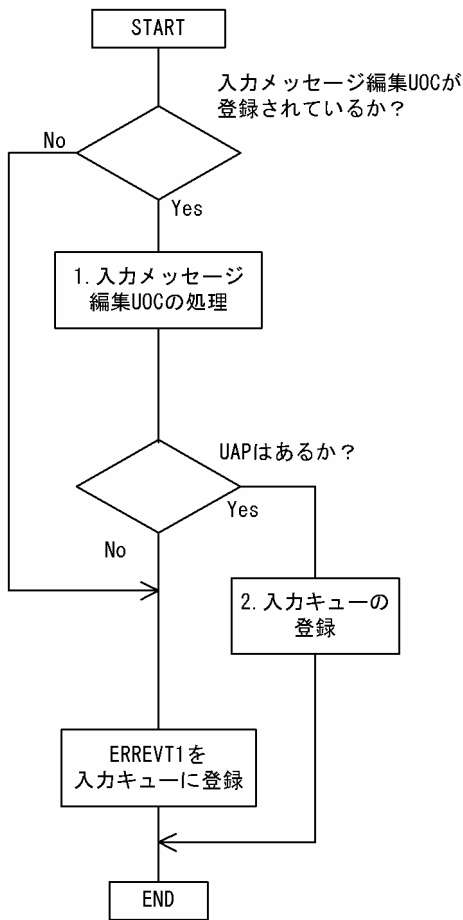 START
入力メッセージ編集UOCが
登録されているか？
No
Yes
1.入力メッセージ
編集UOCの処理
UAPはあるか？
Yes
No
2.入力キューの
登録
ERREVT1を
入力キューに登録
END